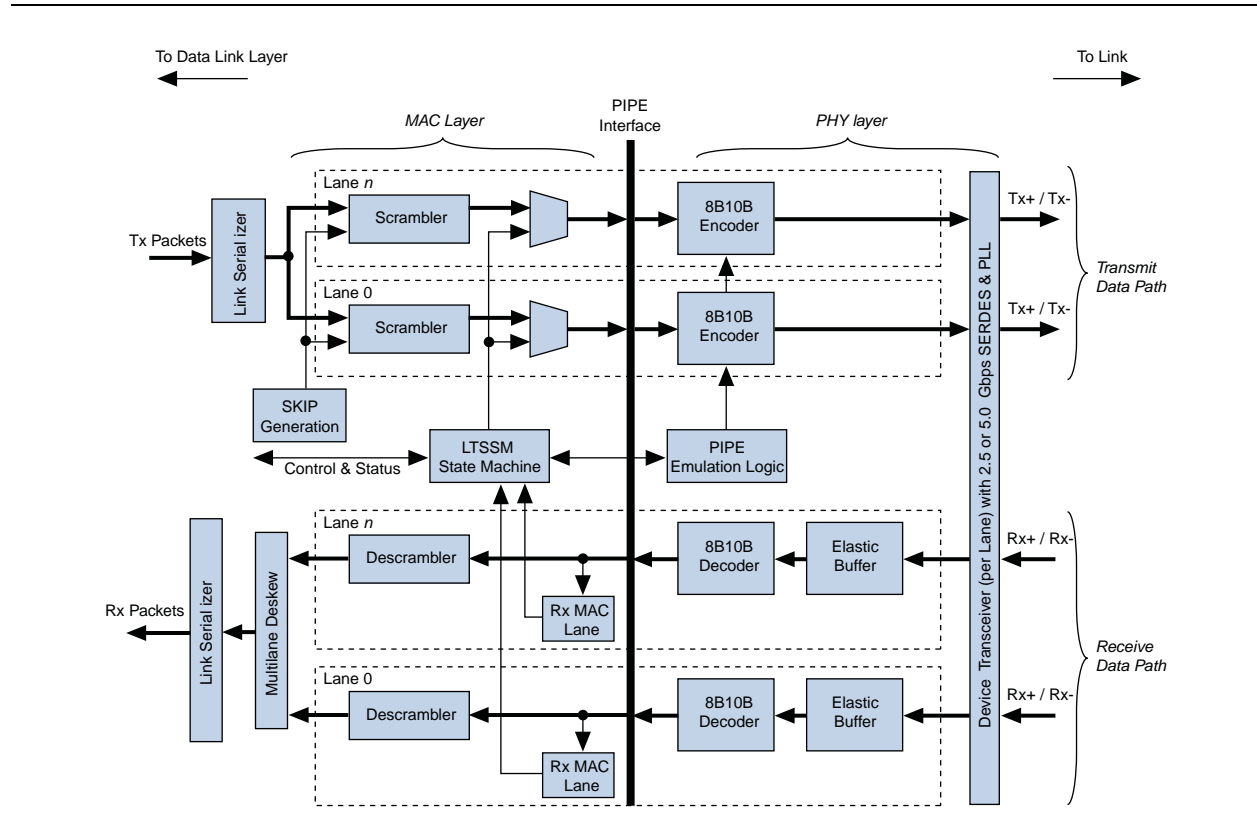 To Data Link Layer
To Link
PIPE
Interface
MAC Layer
PHY layer
Lane n
Scrambler
8B10B
Encoder
Tx+ / Tx-
Tx Packets
Link Serial izer
Lane 0
Scrambler
8B10B
Encoder
Tx+ / Tx-
Transmit
Data Path
SKIP
Generation
Control & Status
LTSSM
State Machine
PIPE
Emulation Logic
Device Transceiver (per Lane) with 2.5 or 5.0 Gbps SERDES & PLL
Lane n
Descrambler
8B10B
Decoder
Elastic
Buffer
Rx+ / Rx-
Rx MAC
Lane
Rx Packets
Link Serial izer
Multilane Deskew
Receive
Data Path
Lane 0
Descrambler
8B10B
Decoder
Elastic
Buffer
Rx+ / Rx-
Rx MAC
Lane